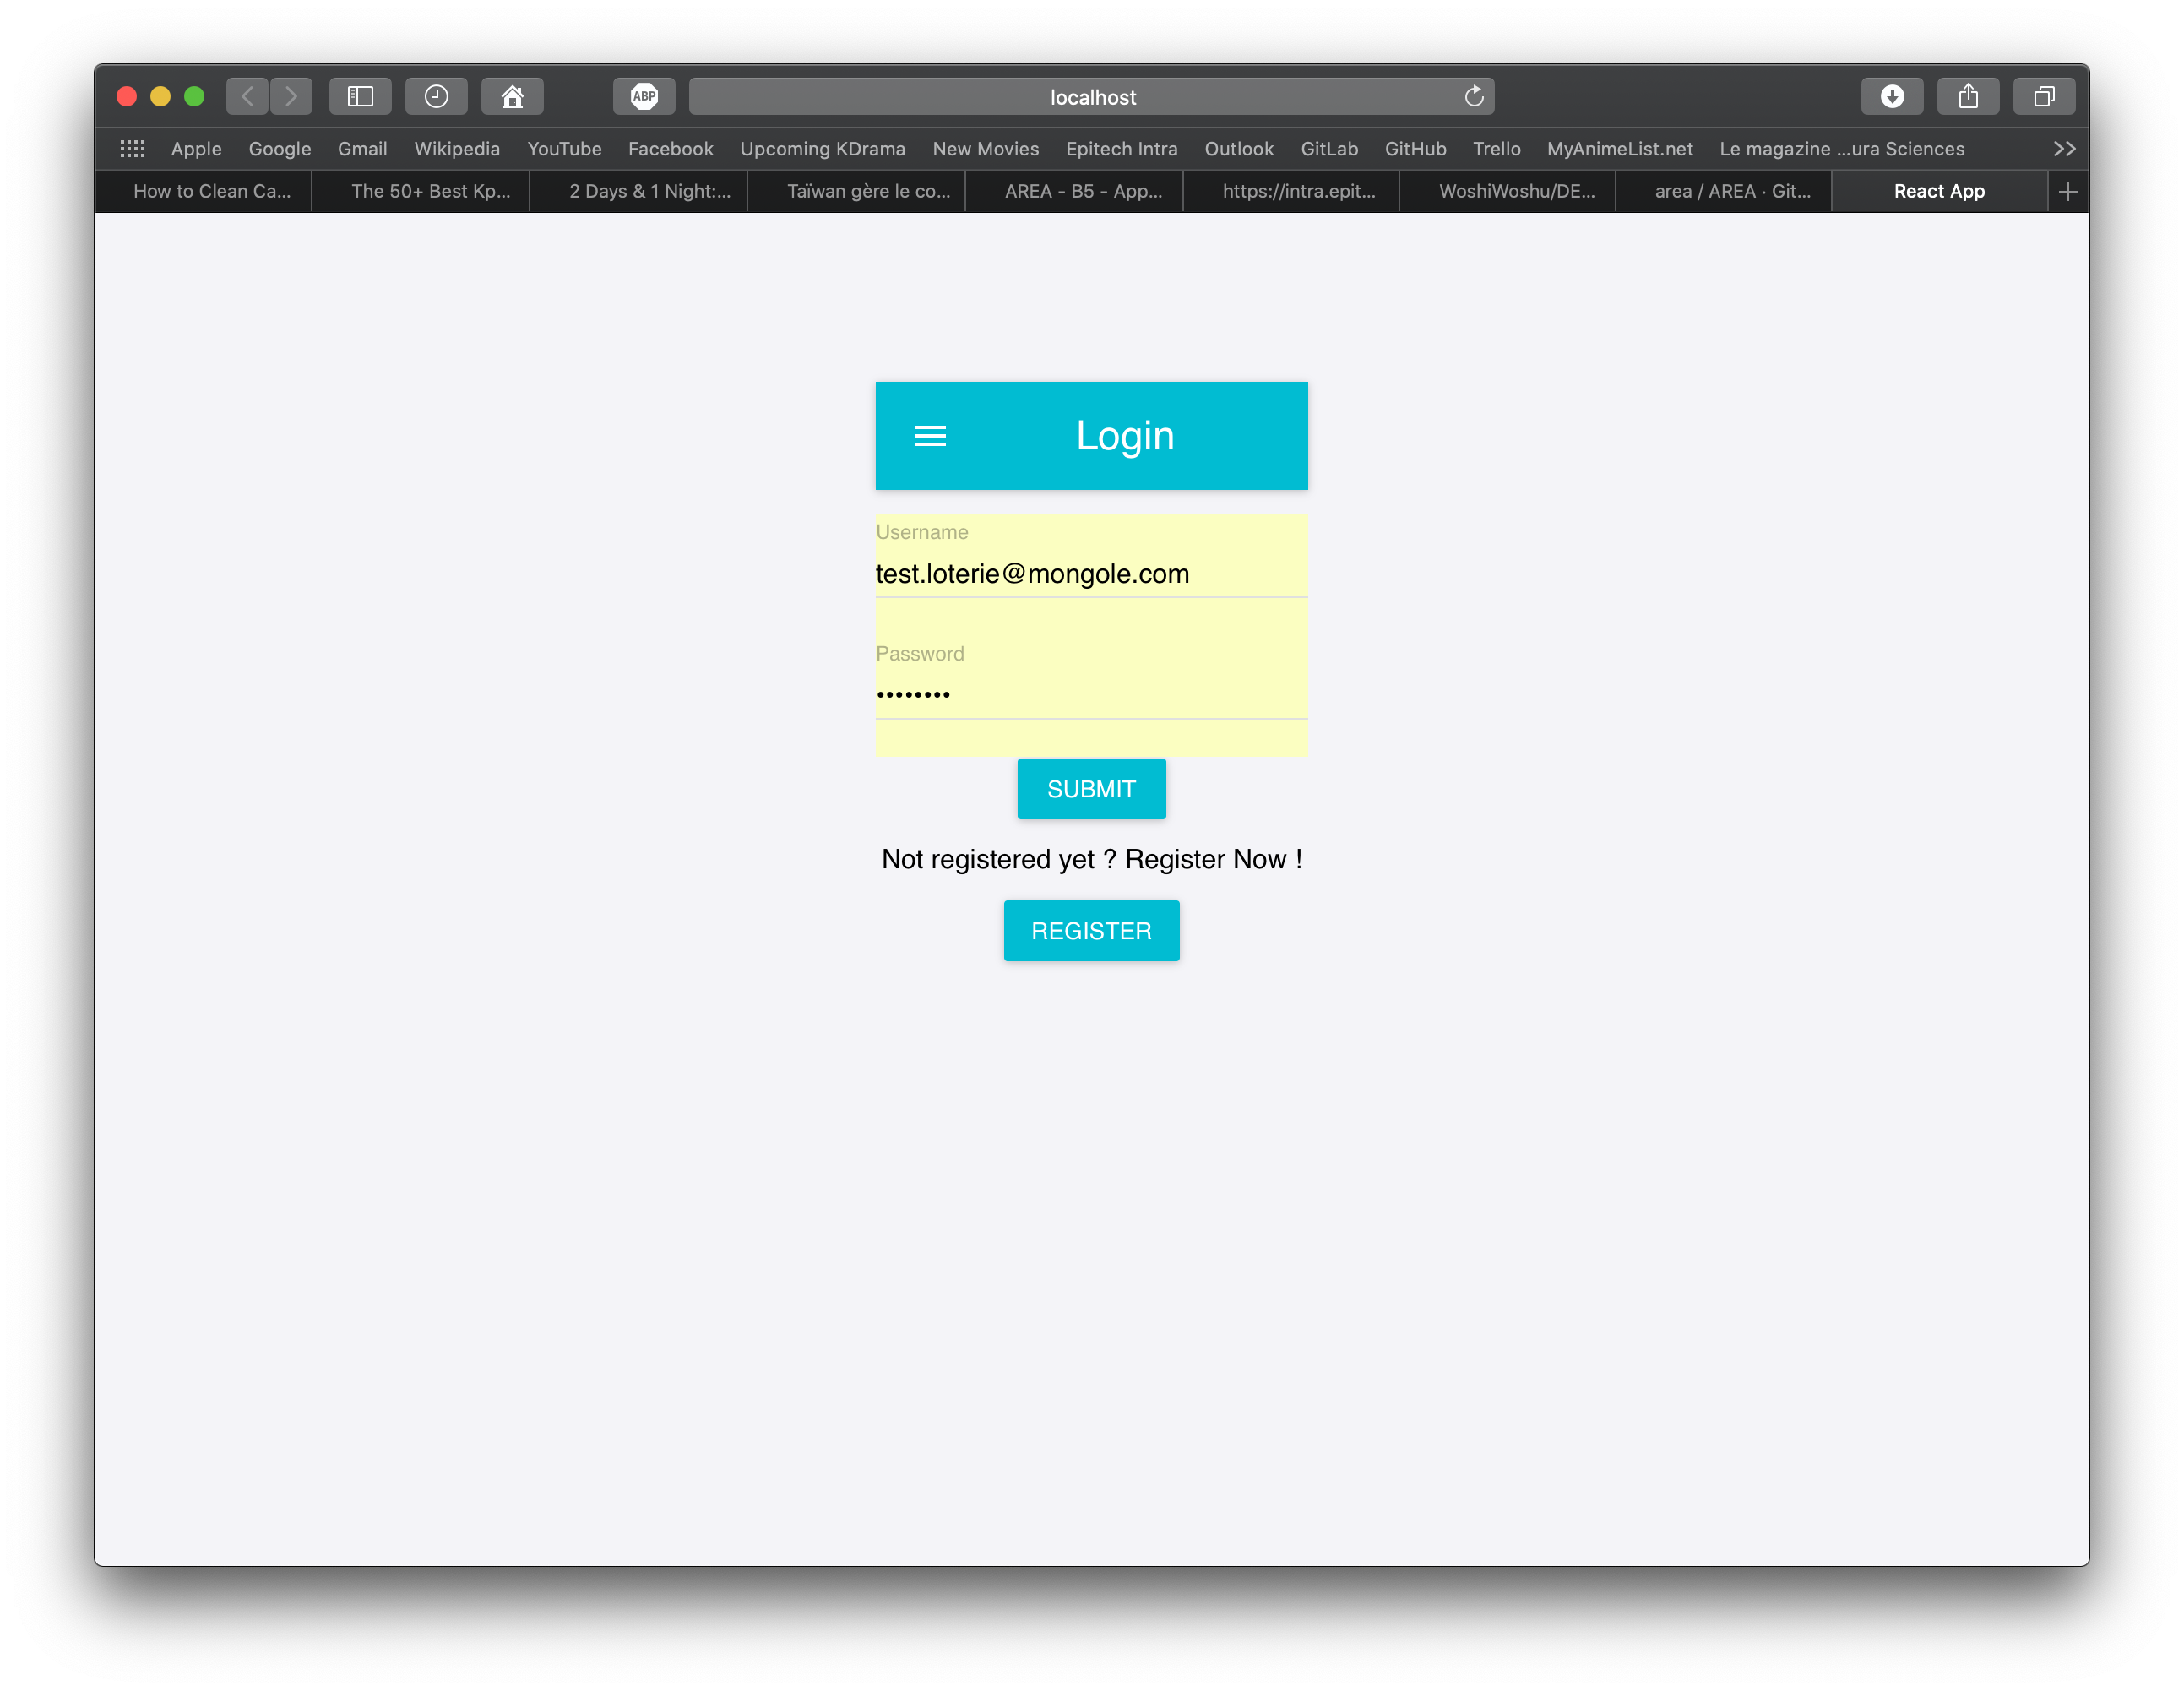 ABP
localhost
Apple Google Gmail Wikipedia YouTube Facebook Upcoming KDrama New Movies Epitech Intra Outlook GitLab GitHub Trello MyAnimeList.net Le magazine ...ura Sciences
How to Clean Ca... The 50+ Best Kp... 2 Days & 1 Night:... Taïwan gère le co... AREA - B5 - App... https://intra.epit... WoshiWoshu/DE... area / AREA · Git... React App
Login
Username
test.loterie@mongole.com
Password
••••••••
SUBMIT
Not registered yet ? Register Now !
REGISTER